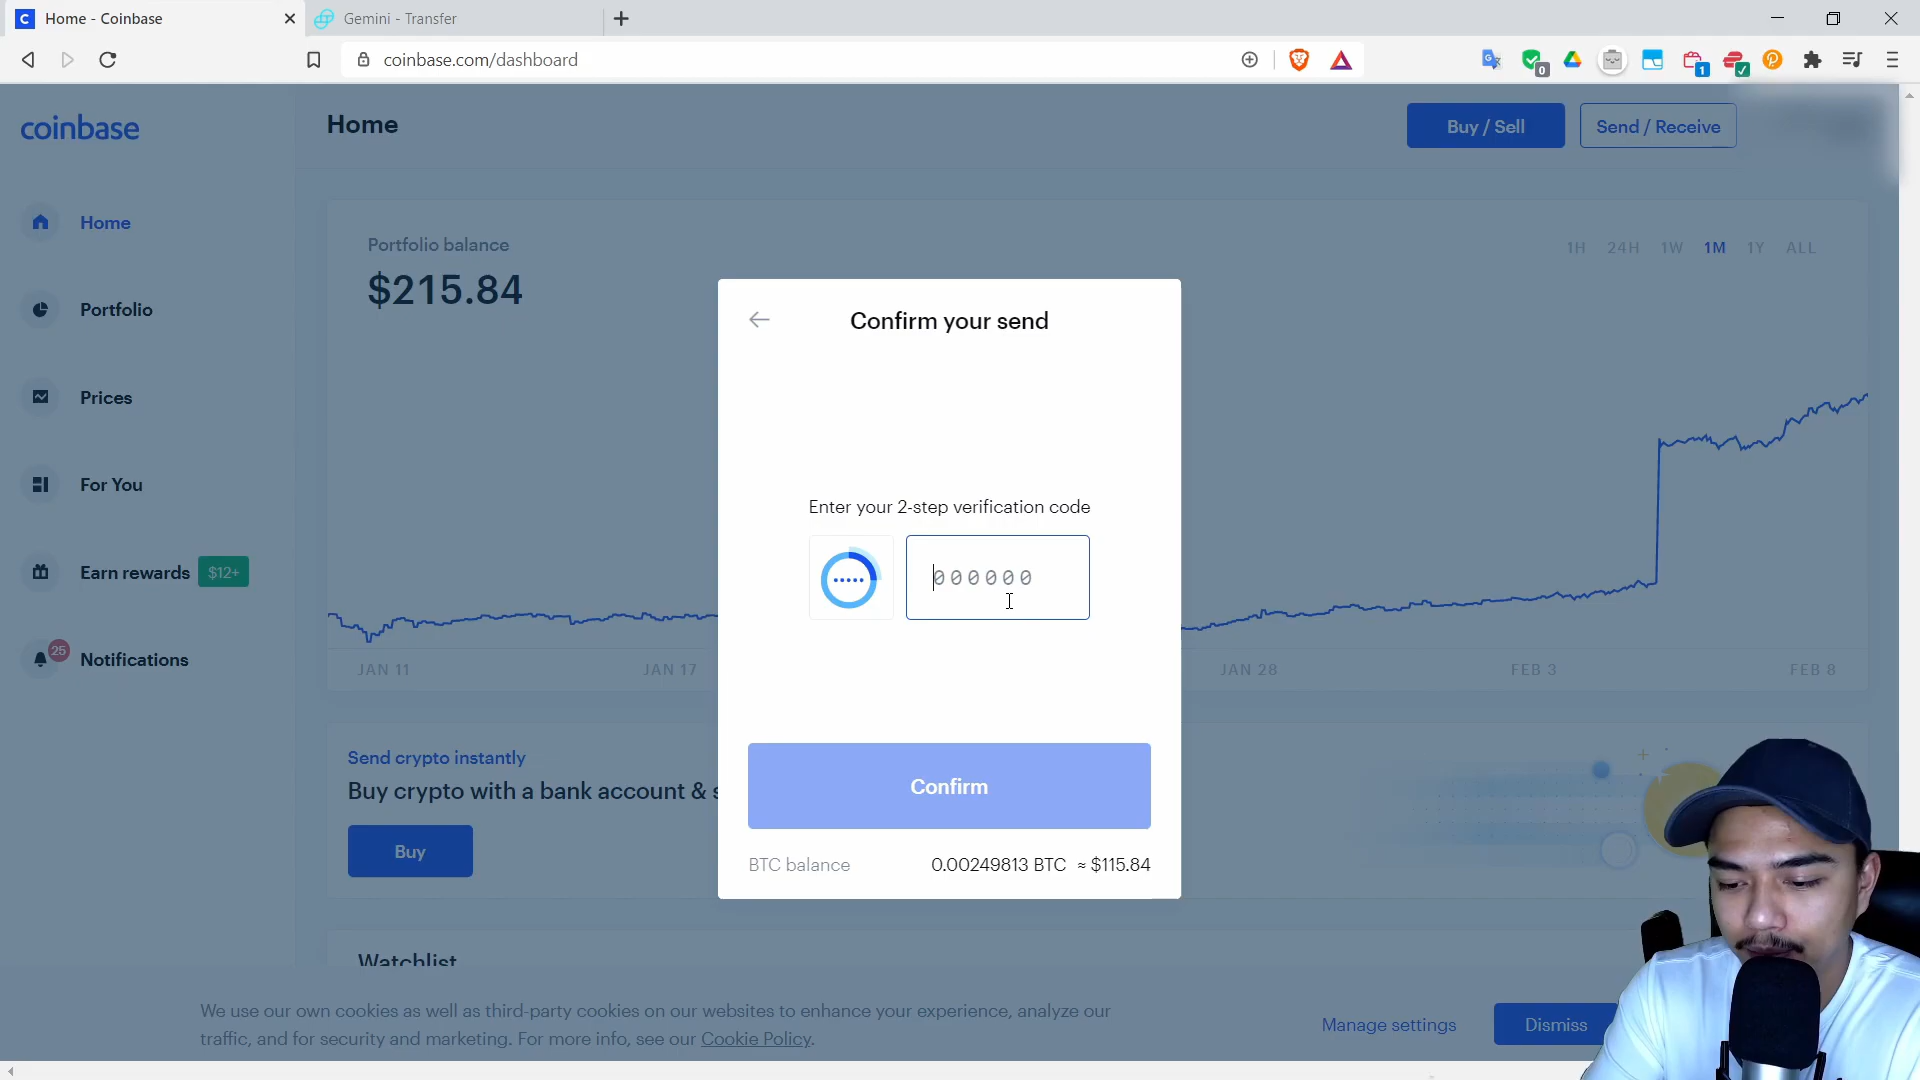 Home - Coinbase
Gemini - Transfer
coinbase.com/dashboard
0
1
coinbase
Home
Buy / Sell
Send / Receive
Home
Portfolio
Prices
For You
Earn rewards $12+
25
Notifications
Portfolio balance
$215.84
1H 24H 1W 1M 1Y ALL
Confirm your send
Enter your 2-step verification code
000000
Confirm
BTC balance 0.00249813 BTC ≈ $115.84
JAN 11 JAN 17 JAN 28 FEB 3 FEB 8
Send crypto instantly
Buy crypto with a bank account & s
Buy
Watchlist
We use our own cookies as well as third-party cookies on our websites to enhance your experience, analyze our
traffic, and for security and marketing. For more info, see our Cookie Policy.
Manage settings
Dismiss